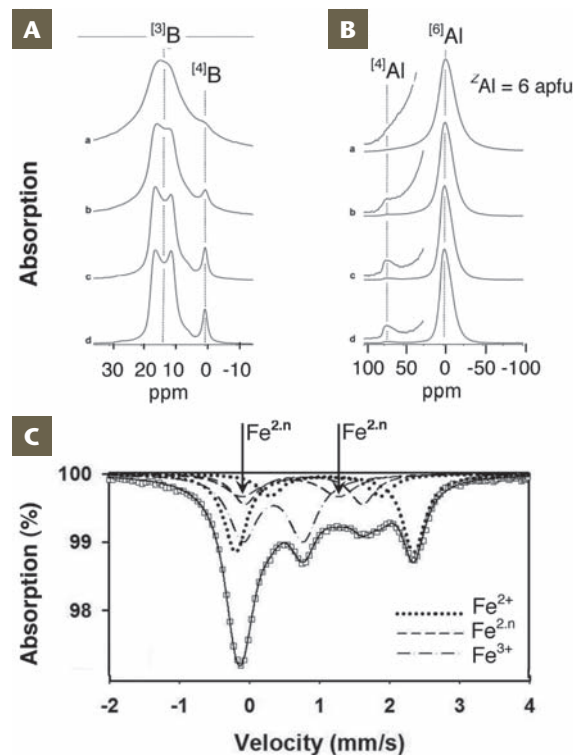 A
[3]B
[4]B
a
b
c
d
30 20 10 0 -10
ppm
Absorption
B
[6]Al
[4]Al
ZAl = 6 apfu
a
b
c
d
100 50 0 -50 -100
ppm
C
Fe2.n Fe2.n
100
99
98
Absorption (%)
Fe2+
Fe2.n
Fe3+
-2 -1 0 1 2 3 4
Velocity (mm/s)